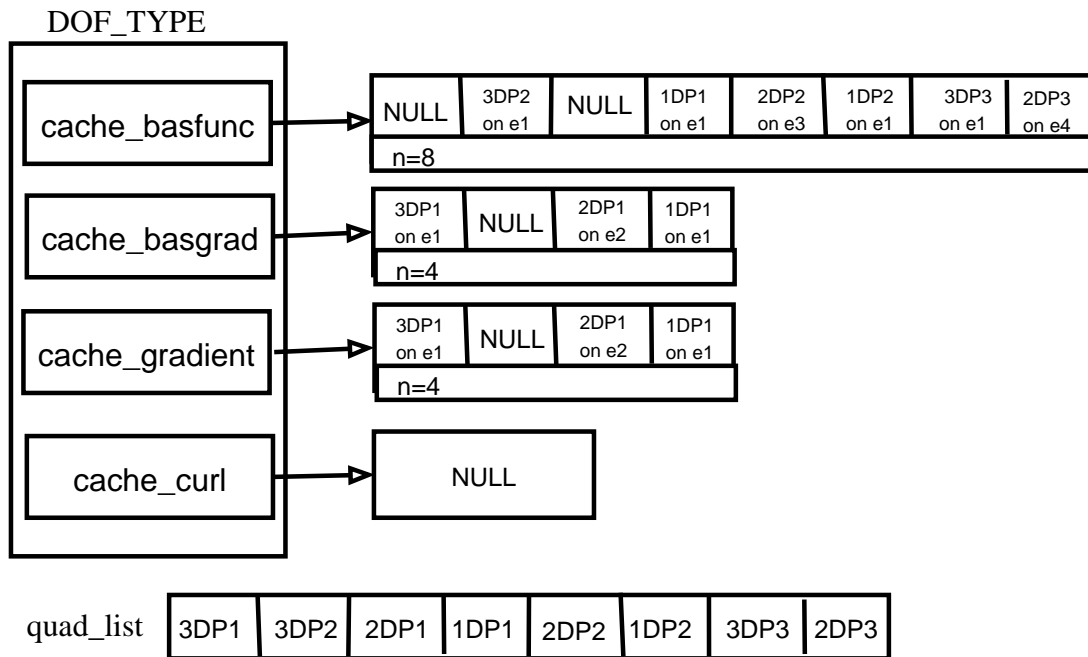 DOF_TYPE
cache_basfunc
NULL
3DP2
on e1
NULL
1DP1
on e1
2DP2
on e3
1DP2
on e1
3DP3
on e1
2DP3
on e4
n=8
cache_basgrad
3DP1
on e1
NULL
2DP1
on e2
1DP1
on e1
n=4
cache_gradient
3DP1
on e1
NULL
2DP1
on e2
1DP1
on e1
n=4
cache_curl
NULL
quad_list
3DP1
3DP2
2DP1
1DP1
2DP2
1DP2
3DP3
2DP3